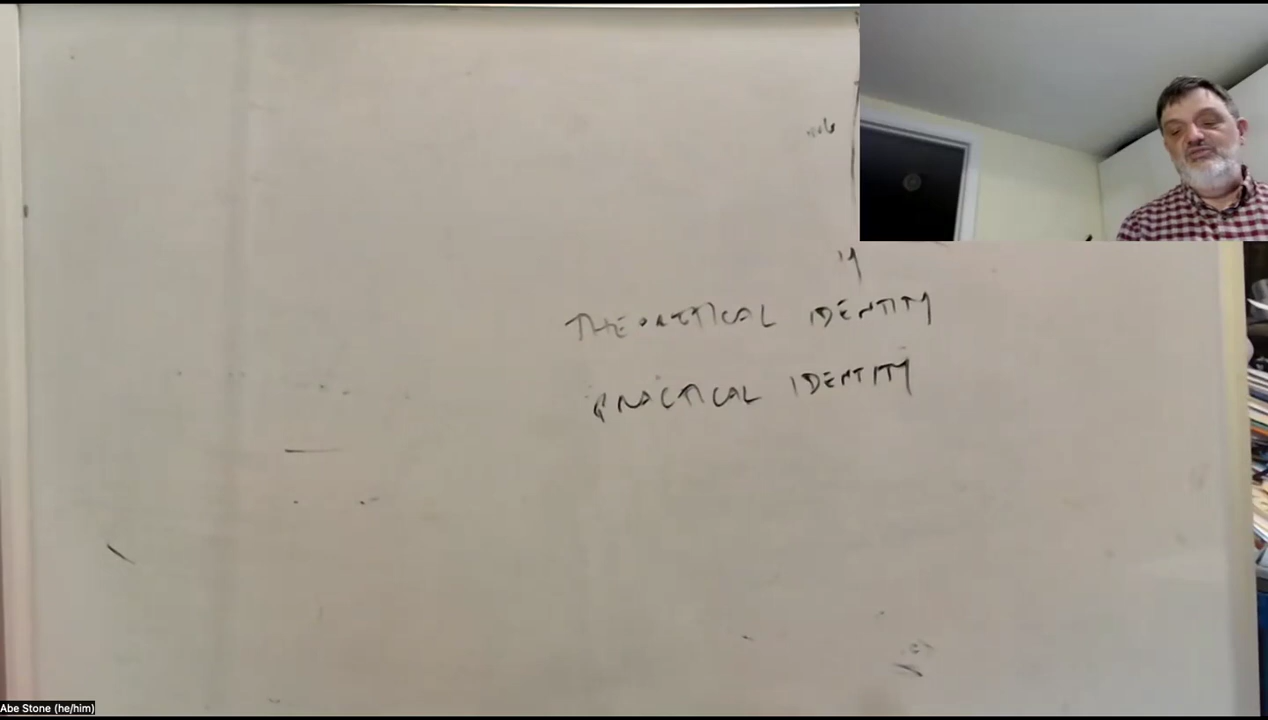 THEORETICAL IDENTITY
PRACTICAL IDENTITY
Abe Stone (he/him)